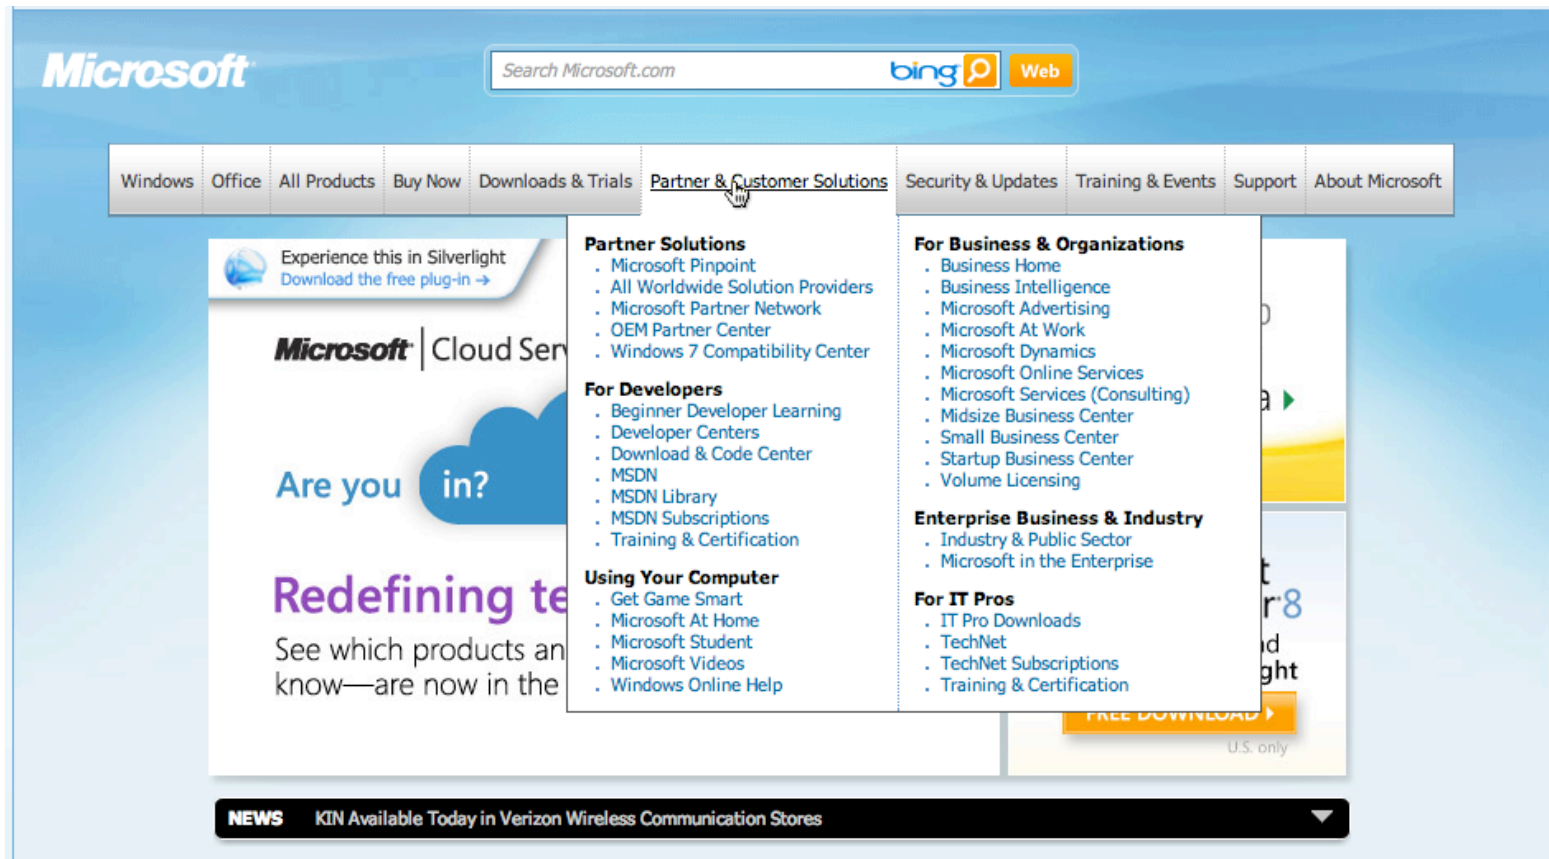 Microsoft
Search Microsoft.com
bing
Web
Windows
Office
All Products
Buy Now
Downloads & Trials
Partner & Customer Solutions
Security & Updates
Training & Events
Support
About Microsoft
Experience this in Silverlight
Download the free plug-in →
Microsoft Cloud Serv
Are you in?
Redefining te
See which products an
know—are now in the
Partner Solutions
. Microsoft Pinpoint
. All Worldwide Solution Providers
. Microsoft Partner Network
. OEM Partner Center
. Windows 7 Compatibility Center
For Developers
. Beginner Developer Learning
. Developer Centers
. Download & Code Center
. MSDN
. MSDN Library
. MSDN Subscriptions
. Training & Certification
Using Your Computer
. Get Game Smart
. Microsoft At Home
. Microsoft Student
. Microsoft Videos
. Windows Online Help
For Business & Organizations
. Business Home
. Business Intelligence
. Microsoft Advertising
. Microsoft At Work
. Microsoft Dynamics
. Microsoft Online Services
. Microsoft Services (Consulting)
. Midsize Business Center
. Small Business Center
. Startup Business Center
. Volume Licensing
Enterprise Business & Industry
. Industry & Public Sector
. Microsoft in the Enterprise
For IT Pros
. IT Pro Downloads
. TechNet
. TechNet Subscriptions
. Training & Certification
a
t
r 8
nd
ght
FREE DOWNLOAD
U.S. only
NEWS KIN Available Today in Verizon Wireless Communication Stores